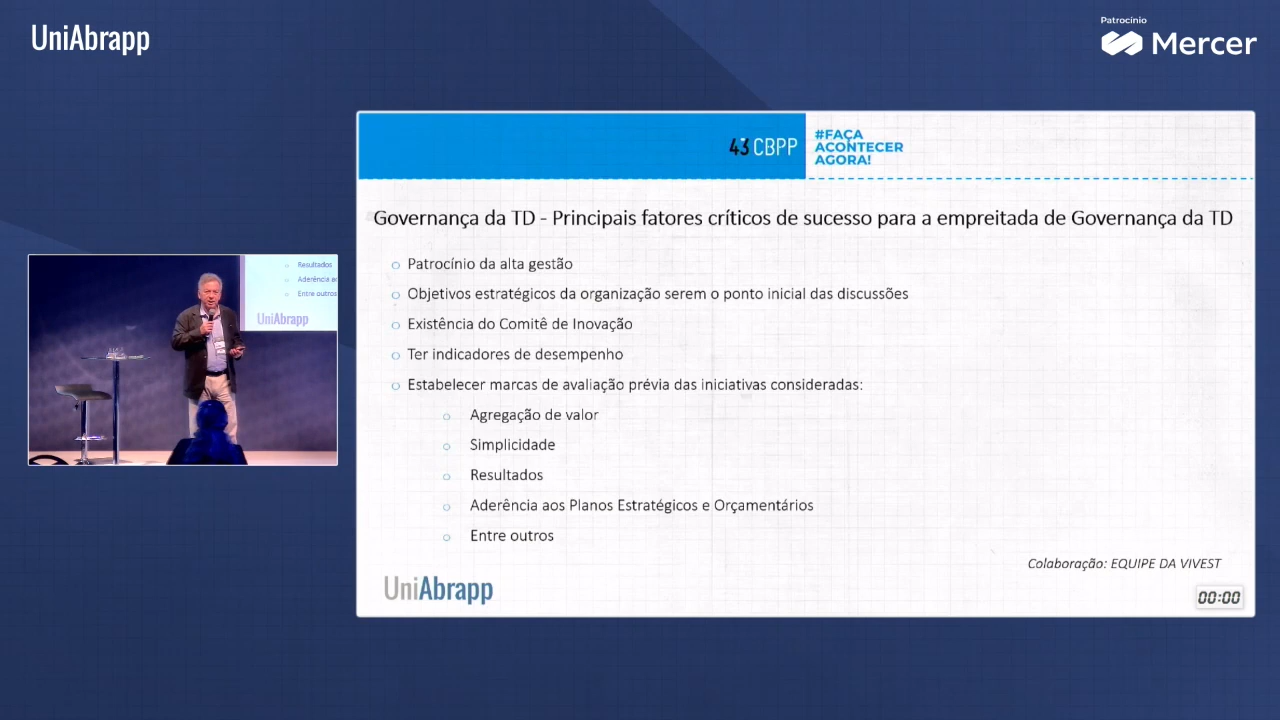 UniAbrapp
Patrocínio
Mercer
43 CBPP
#FAÇA
ACONTECER
AGORA!
Governança da TD - Principais fatores críticos de sucesso para a empreitada de Governança da TD
Patrocínio da alta gestão
Objetivos estratégicos da organização serem o ponto inicial das discussões
Existência do Comitê de Inovação
Ter indicadores de desempenho
Estabelecer marcas de avaliação prévia das iniciativas consideradas:
Agregação de valor
Simplicidade
Resultados
Aderência aos Planos Estratégicos e Orçamentários
Entre outros
Colaboração: EQUIPE DA VIVEST
UniAbrapp
00:00
Resultados
Aderência ao
Entre outros
UniAbrapp